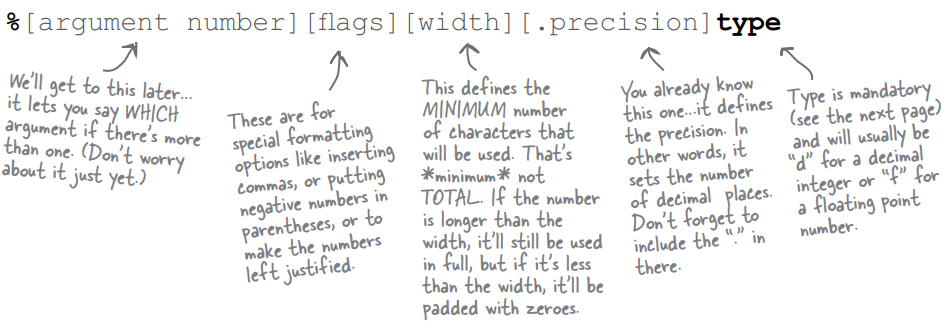 %[argument number][flags][width][.precision]type
We'll get to this later...
it lets you say WHICH
argument if there's more
than one. (Don't worry
about it just yet.)
These are for
special formatting
options like inserting
commas, or putting
negative numbers in
parentheses, or to
make the numbers
left justified.
This defines the
MINIMUM number
of characters that
will be used. That's
*minimum* not
TOTAL. If the number
is longer than the
width, it'll still be used
in full, but if it's less
than the width, it'll be
padded with zeroes.
You already know
this one...it defines
the precision. In
other words, it
sets the number
of decimal places.
Don't forget to
include the "." in
there.
Type is mandatory
(see the next page)
and will usually be
"d" for a decimal
integer or "f" for
a floating point
number.